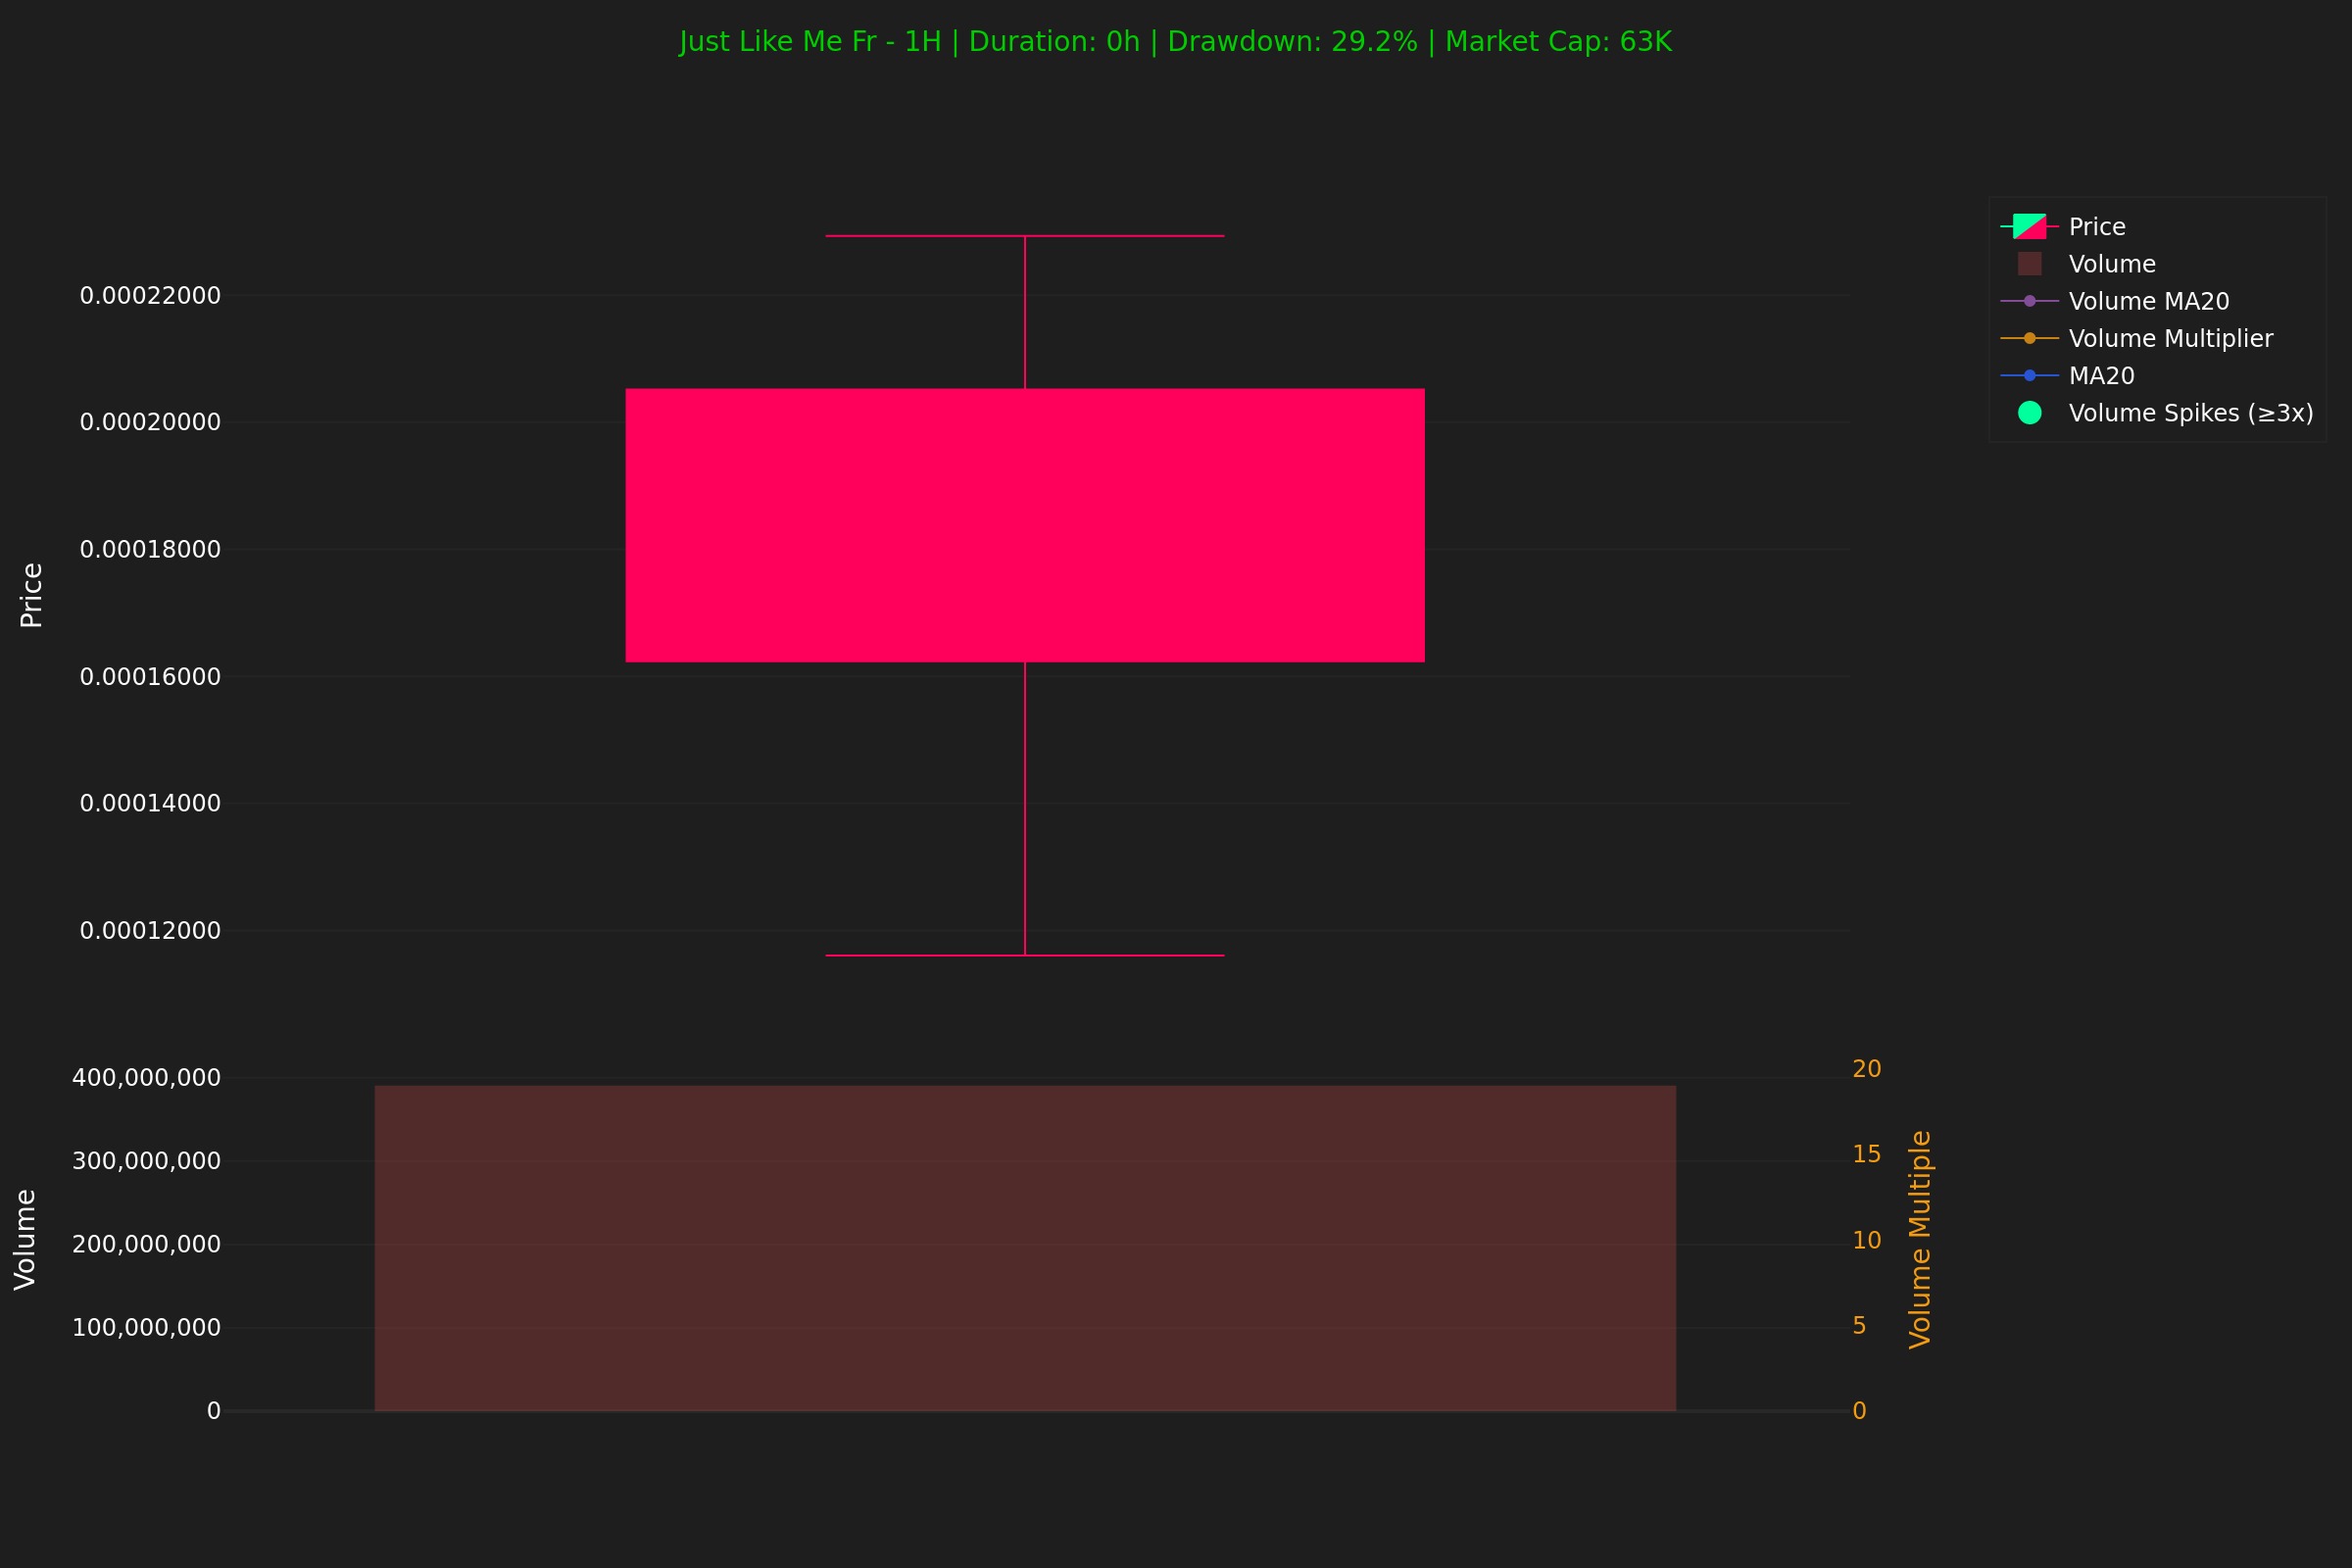 Just Like Me Fr - 1H | Duration: 0h | Drawdown: 29.2% | Market Cap: 63K
Price
Volume
Volume MA20
Volume Multiplier
MA20
Volume Spikes (≥3x)
Price
0.00022000
0.00020000
0.00018000
0.00016000
0.00014000
0.00012000
Volume
400,000,000
300,000,000
200,000,000
100,000,000
0
20
15
10
5
0
Volume Multiple